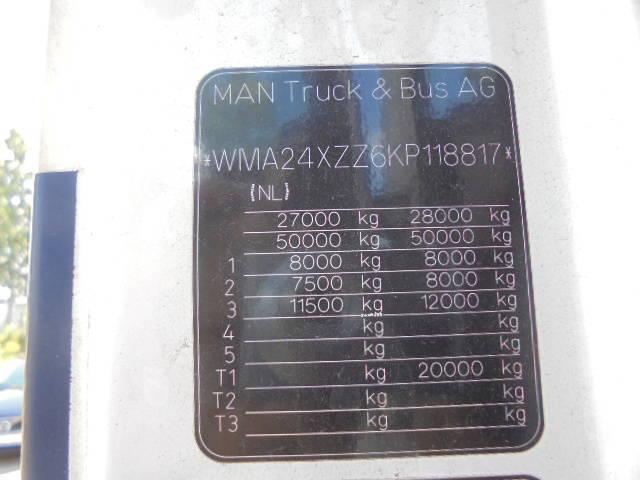 MAN Truck & Bus AG
*WMA24XZZ6KP118817*
(NL)
27000 kg 28000 kg
50000 kg 50000 kg
1 8000 kg 8000 kg
2 7500 kg 8000 kg
3 11500 kg 12000 kg
4 kg kg
5 kg kg
T1 kg 20000 kg
T2 kg kg
T3 kg kg